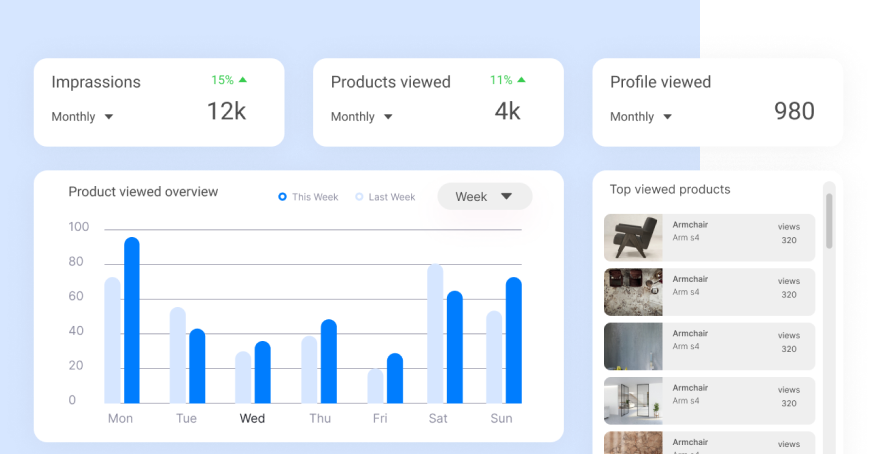 Imprassions
15%
Monthly
12k
Products viewed
11%
Monthly
4k
Profile viewed
Monthly
980
Product viewed overview
This Week
Last Week
Week
100
80
60
40
20
0
Mon Tue Wed Thu Fri Sat Sun
Top viewed products
Armchair
Arm s4
views
320
Armchair
Arm s4
views
320
Armchair
Arm s4
views
320
Armchair
Arm s4
views
320
Armchair
Arm s4
views